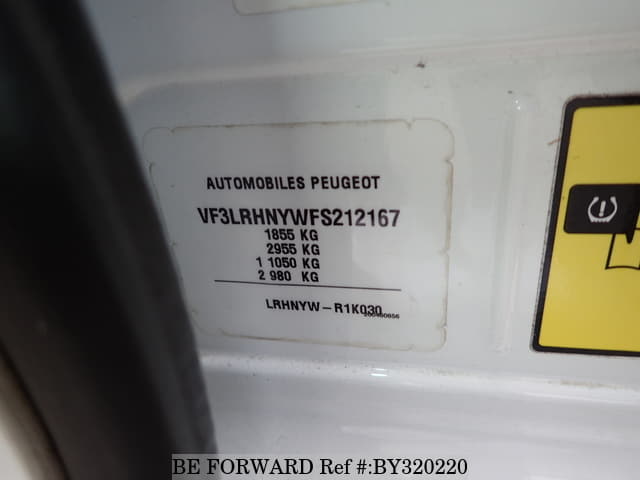 AUTOMOBILES PEUGEOT
VF3LRHNYWFS212167
1855 KG
2955 KG
1 1050 KG
2 980 KG
LRHNYW-R1K030
BE FORWARD Ref #:BY320220